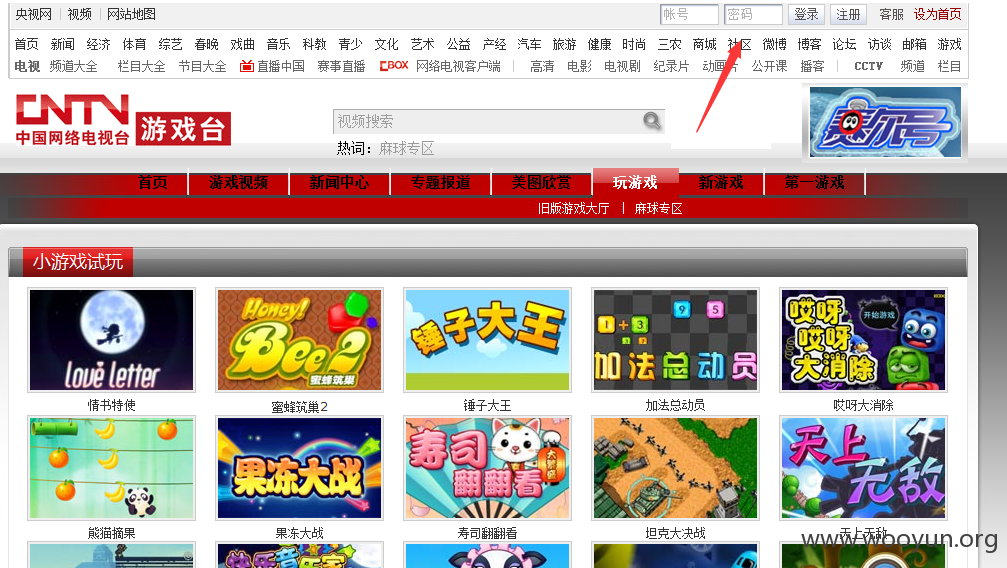 央视网 | 视频 | 网站地图 帐号 密码 登录 注册 客服 设为首页
首页 新闻 经济 体育 综艺 春晚 戏曲 音乐 科教 青少 文化 艺术 公益 产经 汽车 旅游 健康 时尚 三农 商城 社区 微博 博客 论坛 访谈 邮箱 游戏
电视 频道大全 栏目大全 节目大全 直播中国 赛事直播 CBOX 网络电视客户端 | 高清 电影 电视剧 纪录片 动画片 公开课 播客 | CCTV 频道 栏目
CNTV
中国网络电视台 游戏台
视频搜索
热词：麻球专区
赛尔号
首页 游戏视频 新闻中心 专题报道 美图欣赏 玩游戏 新游戏 第一游戏
旧版游戏大厅 | 麻球专区
小游戏试玩
love letter
Honey!
Bee 2
蜜蜂筑巢
锤子大王
1 + 3 9 5
加法总动员
哎呀
哎呀
大消除
开始游戏
情书特使 蜜蜂筑巢2 锤子大王 加法总动员 哎呀大消除
果冻大战
寿司
翻翻看
天上
无敌
熊猫摘果 果冻大战 寿司翻翻看 坦克大决战 天上无敌
www.wooyun.org
快乐音乐家